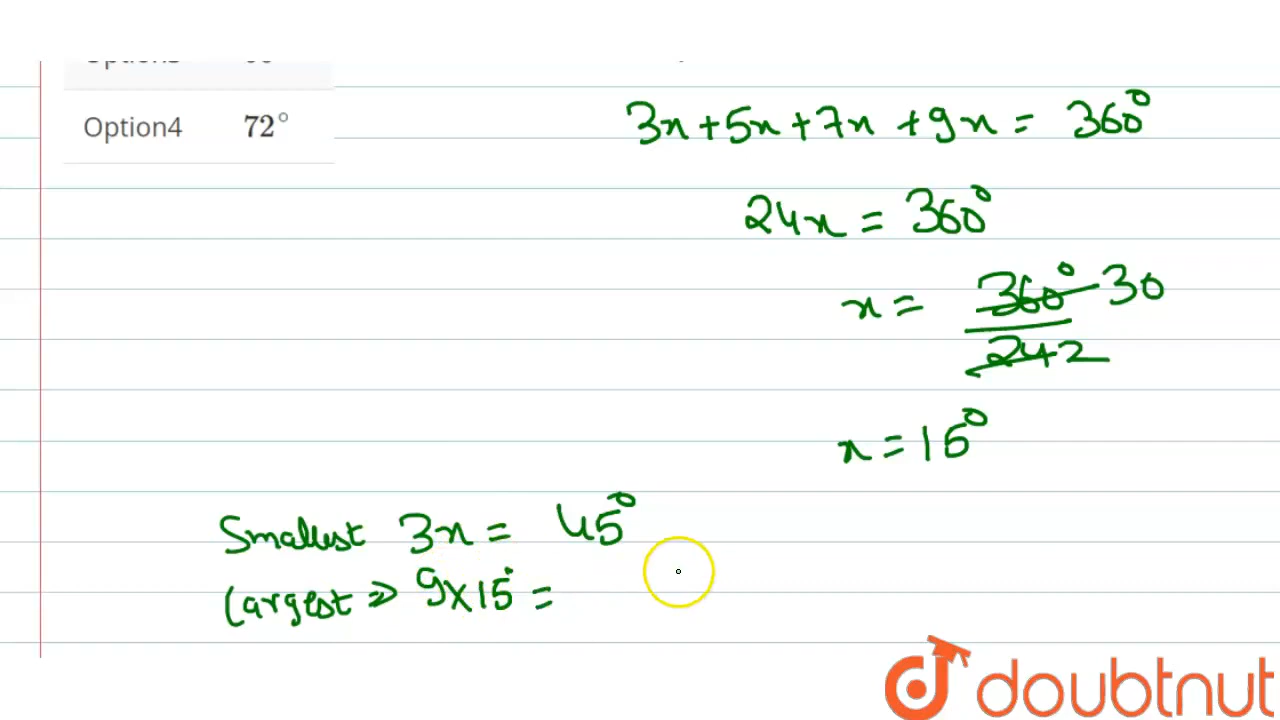 Option4 72°
3x+5x+7x+9x= 360°
24x= 360°
x= 360° 30
24 2
x=15°
Smallest 3x= 45°
largest ⇒ 9×15°=
doubtnut